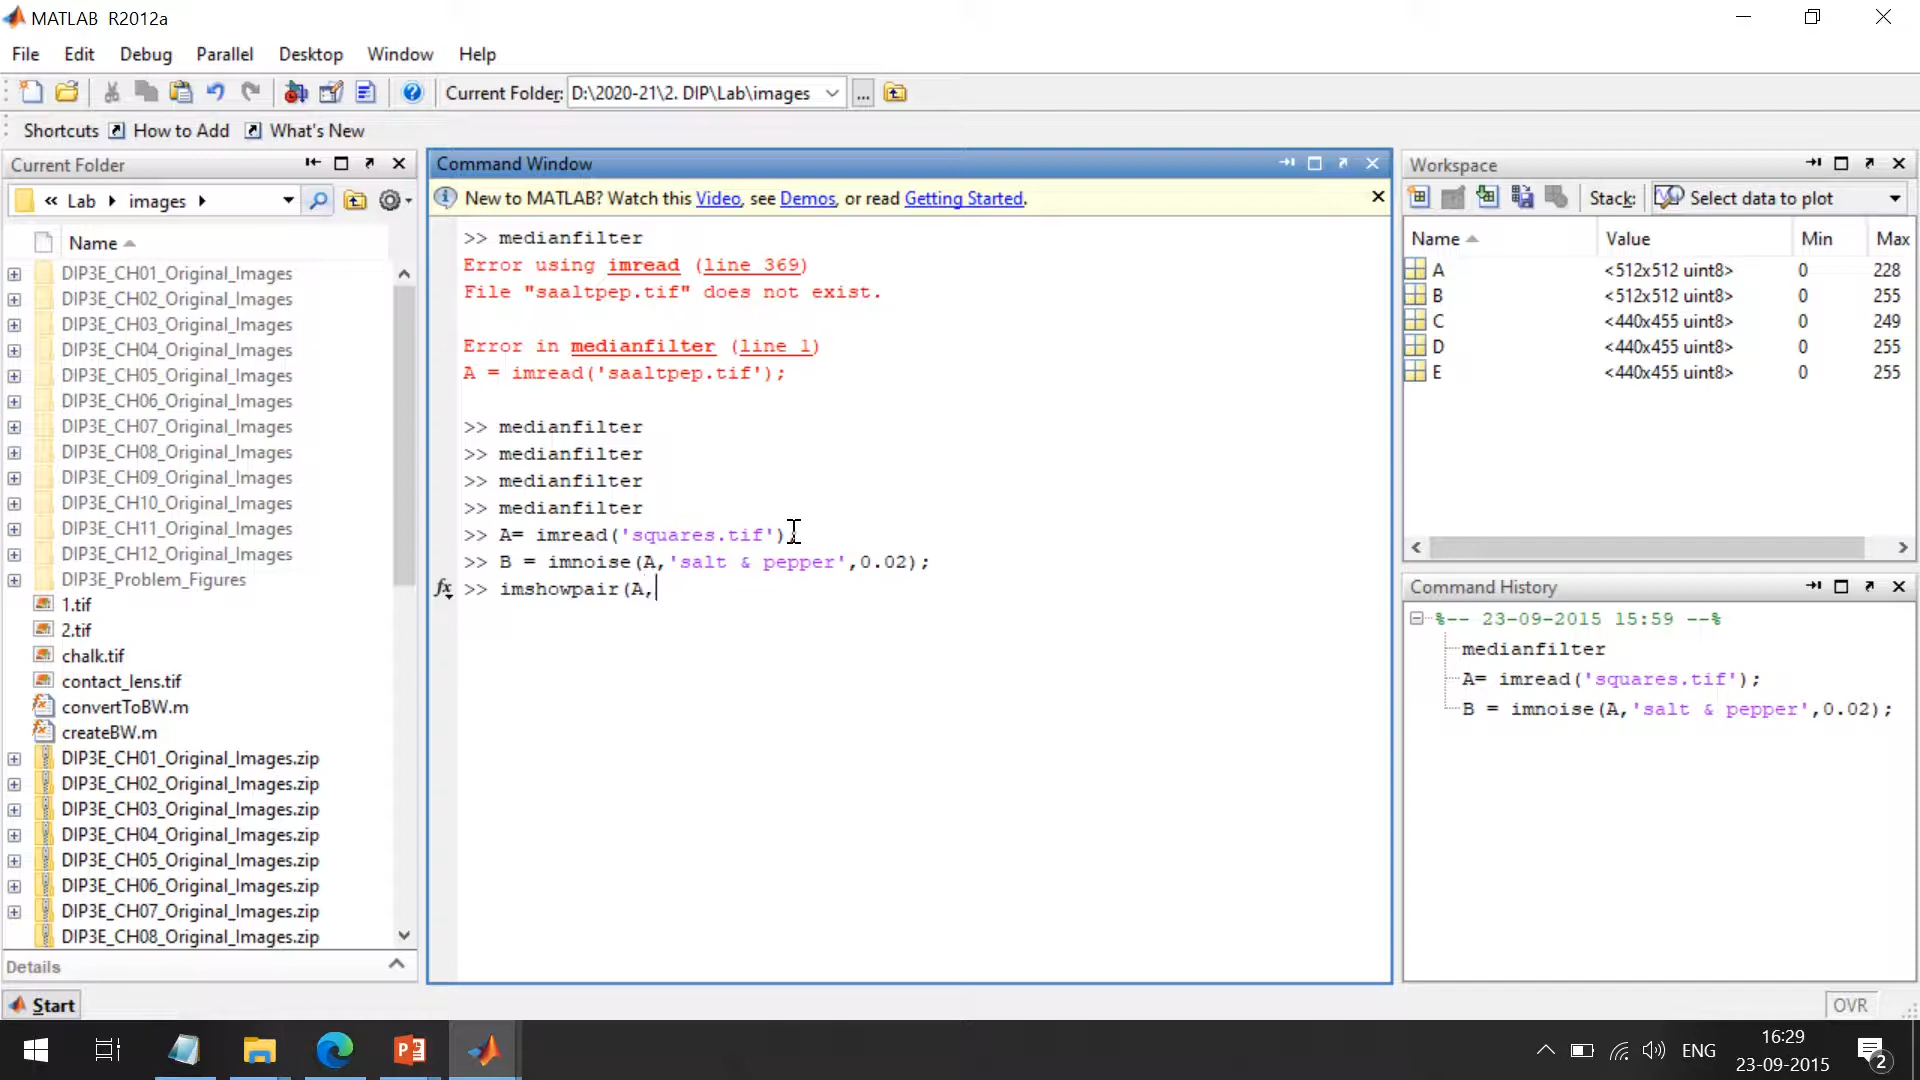 MATLAB R2012a
File Edit Debug Parallel Desktop Window Help
Current Folder: D:\2020-21\2. DIP\Lab\images ...
Shortcuts How to Add What's New
Current Folder
« Lab images
Name
DIP3E_CH01_Original_Images
DIP3E_CH02_Original_Images
DIP3E_CH03_Original_Images
DIP3E_CH04_Original_Images
DIP3E_CH05_Original_Images
DIP3E_CH06_Original_Images
DIP3E_CH07_Original_Images
DIP3E_CH08_Original_Images
DIP3E_CH09_Original_Images
DIP3E_CH10_Original_Images
DIP3E_CH11_Original_Images
DIP3E_CH12_Original_Images
DIP3E_Problem_Figures
1.tif
2.tif
chalk.tif
contact_lens.tif
convertToBW.m
createBW.m
DIP3E_CH01_Original_Images.zip
DIP3E_CH02_Original_Images.zip
DIP3E_CH03_Original_Images.zip
DIP3E_CH04_Original_Images.zip
DIP3E_CH05_Original_Images.zip
DIP3E_CH06_Original_Images.zip
DIP3E_CH07_Original_Images.zip
DIP3E_CH08_Original_Images.zip
Details
Start
Command Window
New to MATLAB? Watch this Video, see Demos, or read Getting Started.
>> medianfilter
Error using imread (line 369)
File "saaltpep.tif" does not exist.
Error in medianfilter (line 1)
A = imread('saaltpep.tif');
>> medianfilter
>> medianfilter
>> medianfilter
>> medianfilter
>> A= imread('squares.tif');
>> B = imnoise(A,'salt & pepper',0.02);
fx >> imshowpair(A,
Workspace
Stack: Select data to plot
Name Value Min Max
A <512x512 uint8> 0 228
B <512x512 uint8> 0 255
C <440x455 uint8> 0 249
D <440x455 uint8> 0 255
E <440x455 uint8> 0 255
Command History
%-- 23-09-2015 15:59 --%
medianfilter
A= imread('squares.tif');
B = imnoise(A,'salt & pepper',0.02);
OVR
ENG
16:29
23-09-2015
2